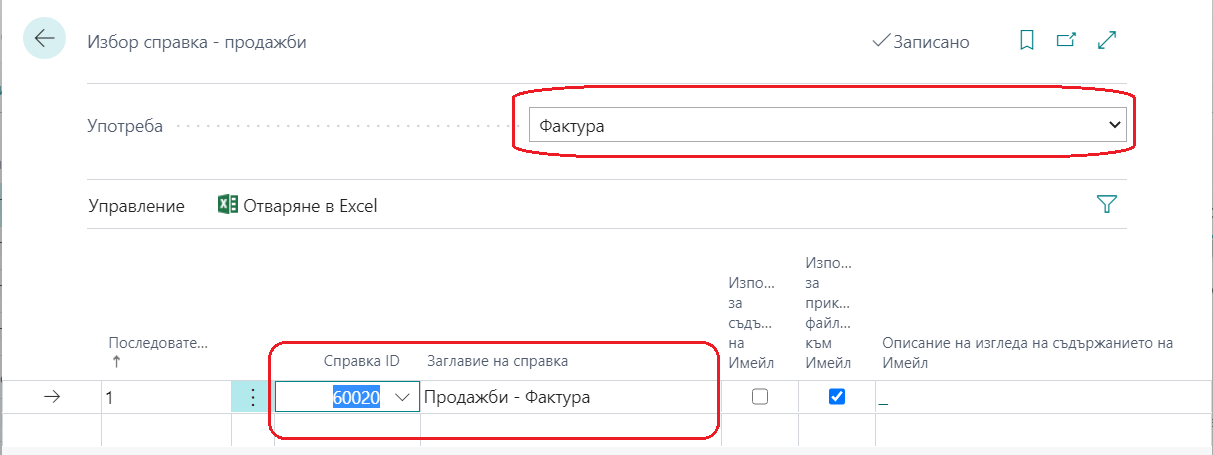 Избор справка - продажби
Записано
Употреба
Фактура
Управление
Отваряне в Excel
Последовате...
Справка ID
Заглавие на справка
Изпо...
за
съдъ...
на
Имейл
Изпо...
за
прик...
файл...
към
Имейл
Описание на изгледа на съдържанието на
Имейл
1
60020
Продажби - Фактура
_